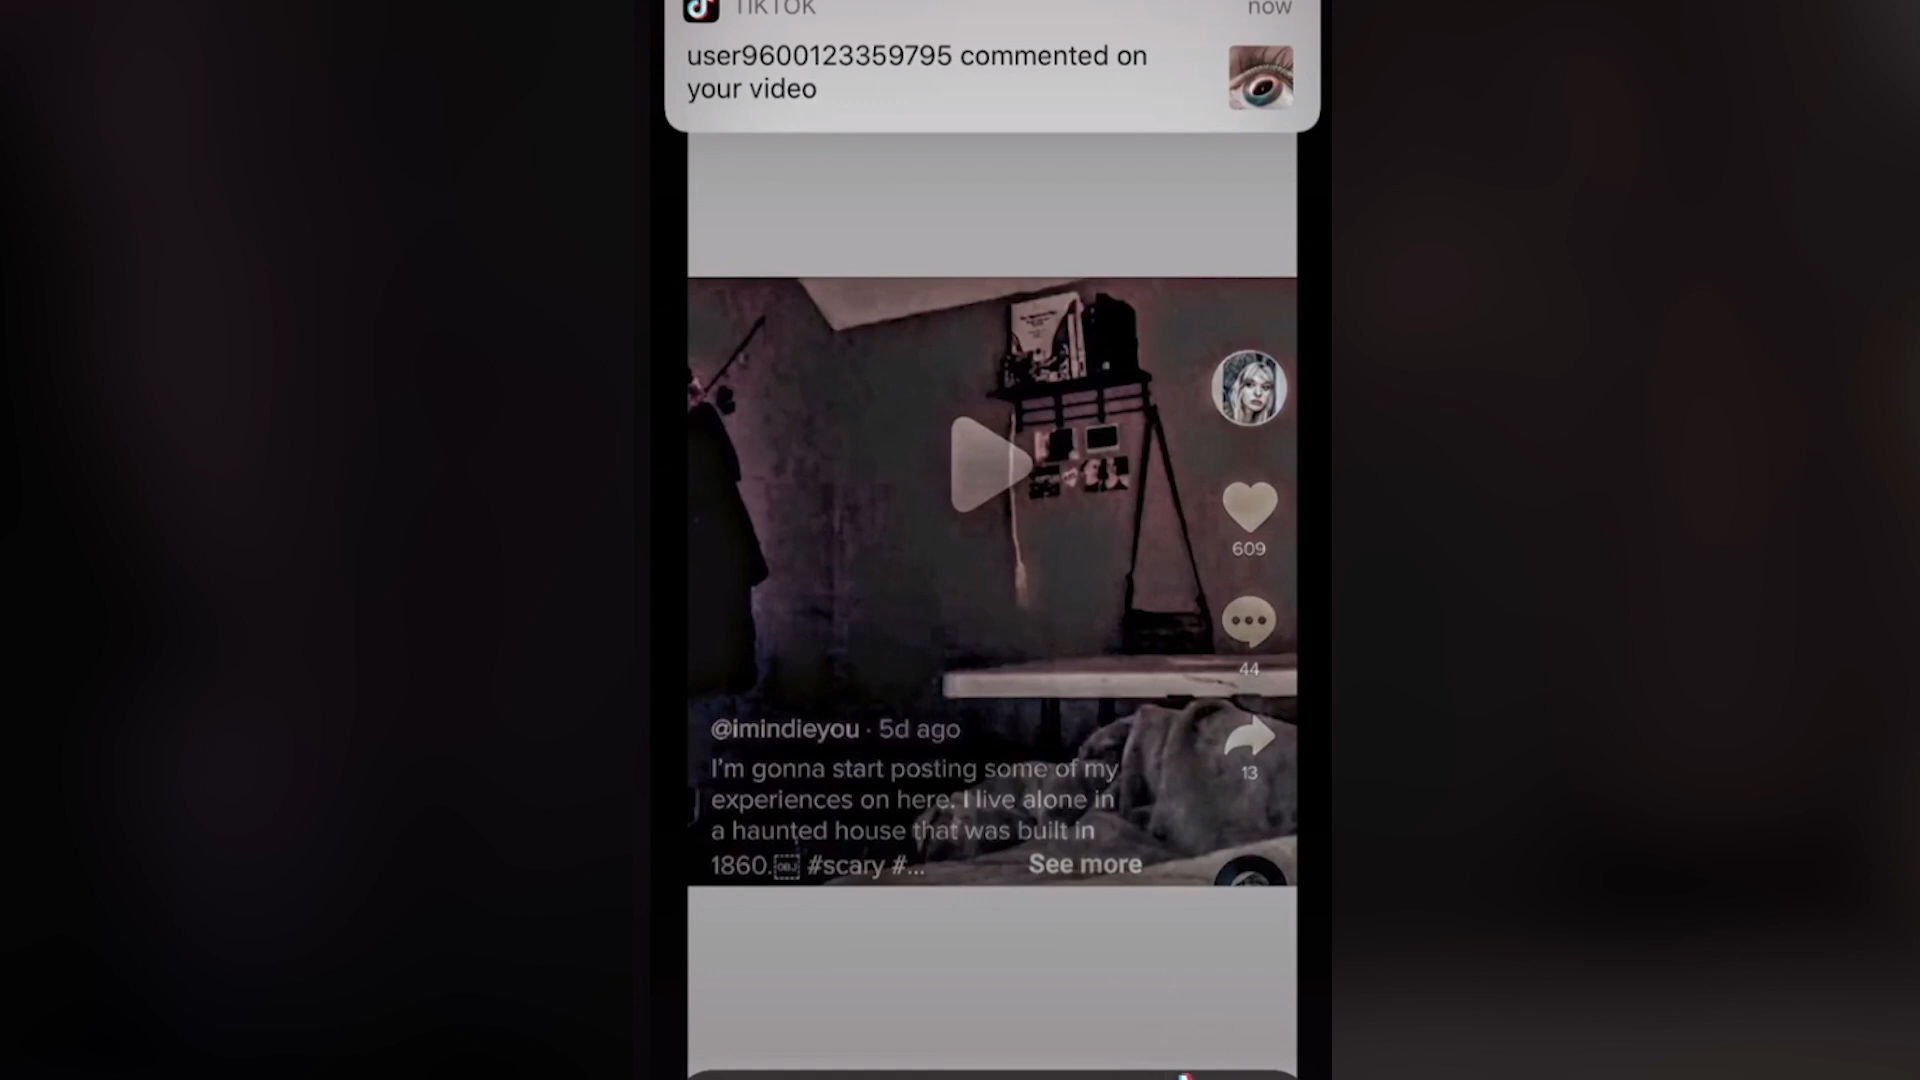 TIKTOK now
user9600123359795 commented on
your video
609
44
@imindieyou · 5d ago
I'm gonna start posting some of my
13
experiences on here. I live alone in
a haunted house that was built in
1860.OBJ #scary #... See more